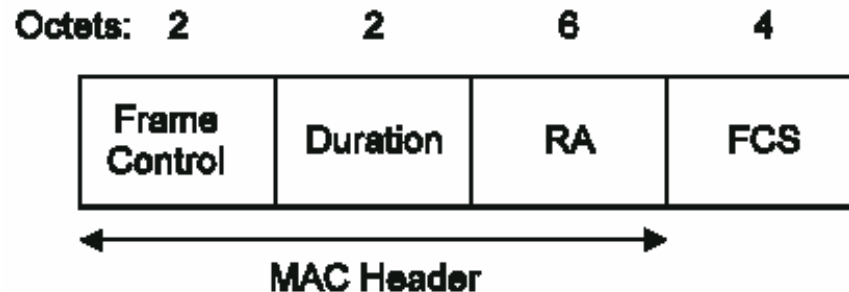 Octets: 2 2 6 4
Frame Control Duration RA FCS
MAC Header